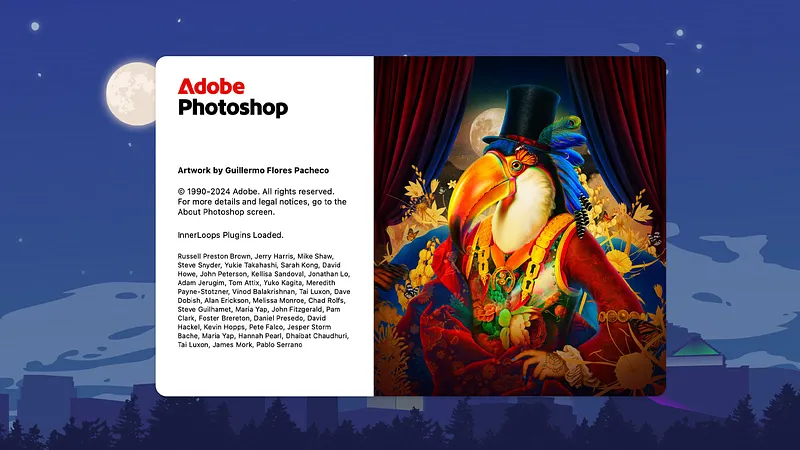 Adobe
Photoshop
Artwork by Guillermo Flores Pacheco
© 1990-2024 Adobe. All rights reserved.
For more details and legal notices, go to the
About Photoshop screen.
InnerLoops Plugins Loaded.
Russell Preston Brown, Jerry Harris, Mike Shaw,
Steve Snyder, Yukie Takahashi, Sarah Kong, David
Howe, John Peterson, Kellisa Sandoval, Jonathan Lo,
Adam Jerugim, Tom Attix, Yuko Kagita, Meredith
Payne-Stotzner, Vinod Balakrishnan, Tai Luxon, Dave
Dobish, Alan Erickson, Melissa Monroe, Chad Rolfs,
Steve Guilhamet, Maria Yap, John Fitzgerald, Pam
Clark, Foster Brereton, Daniel Presedo, David
Hackel, Kevin Hopps, Pete Falco, Jesper Storm
Bache, Maria Yap, Hannah Pearl, Dhaibat Chaudhuri,
Tai Luxon, James Mork, Pablo Serrano